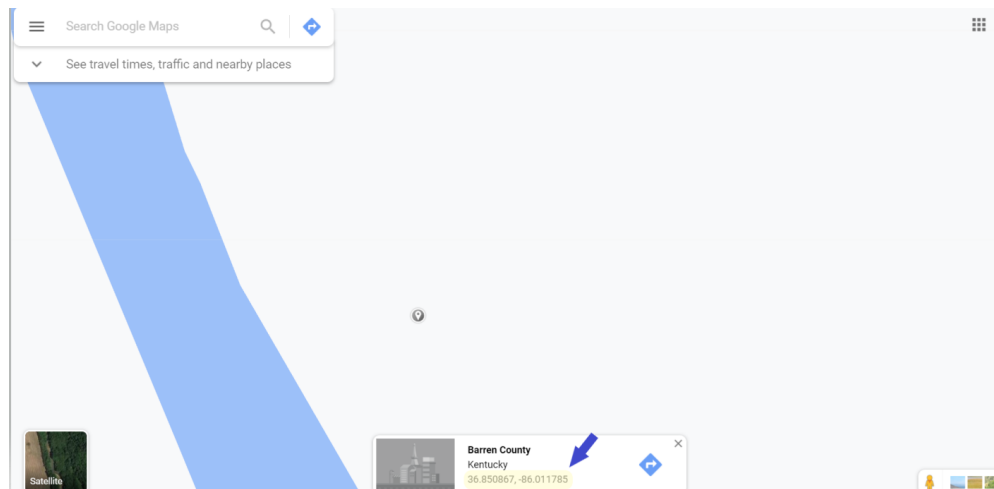 Search Google Maps
See travel times, traffic and nearby places
Barren County
Kentucky
36.850867, -86.011785
Satellite